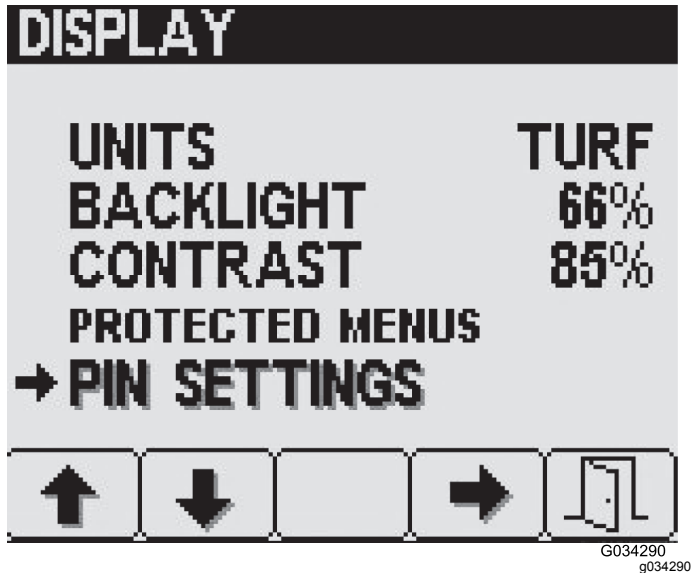 DISPLAY
UNITS TURF
BACKLIGHT 66%
CONTRAST 85%
PROTECTED MENUS
PIN SETTINGS
G034290
g034290